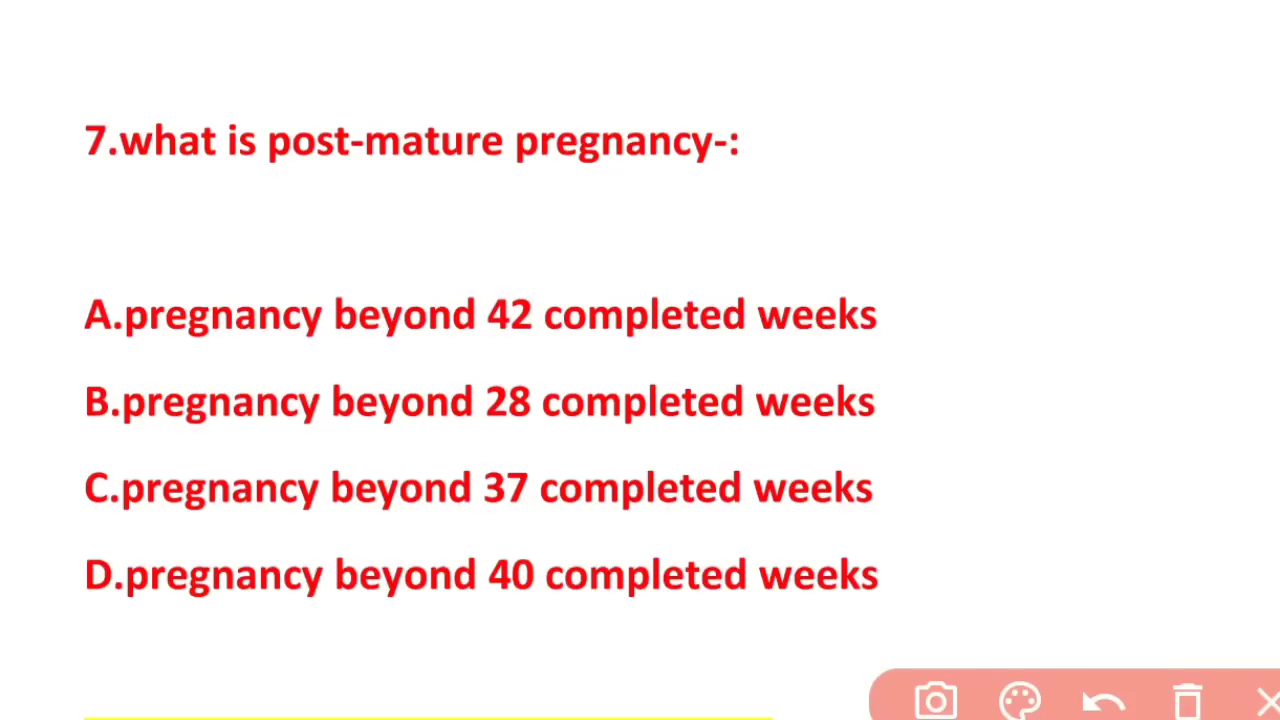 7.what is post-mature pregnancy-:
A.pregnancy beyond 42 completed weeks
B.pregnancy beyond 28 completed weeks
C.pregnancy beyond 37 completed weeks
D.pregnancy beyond 40 completed weeks